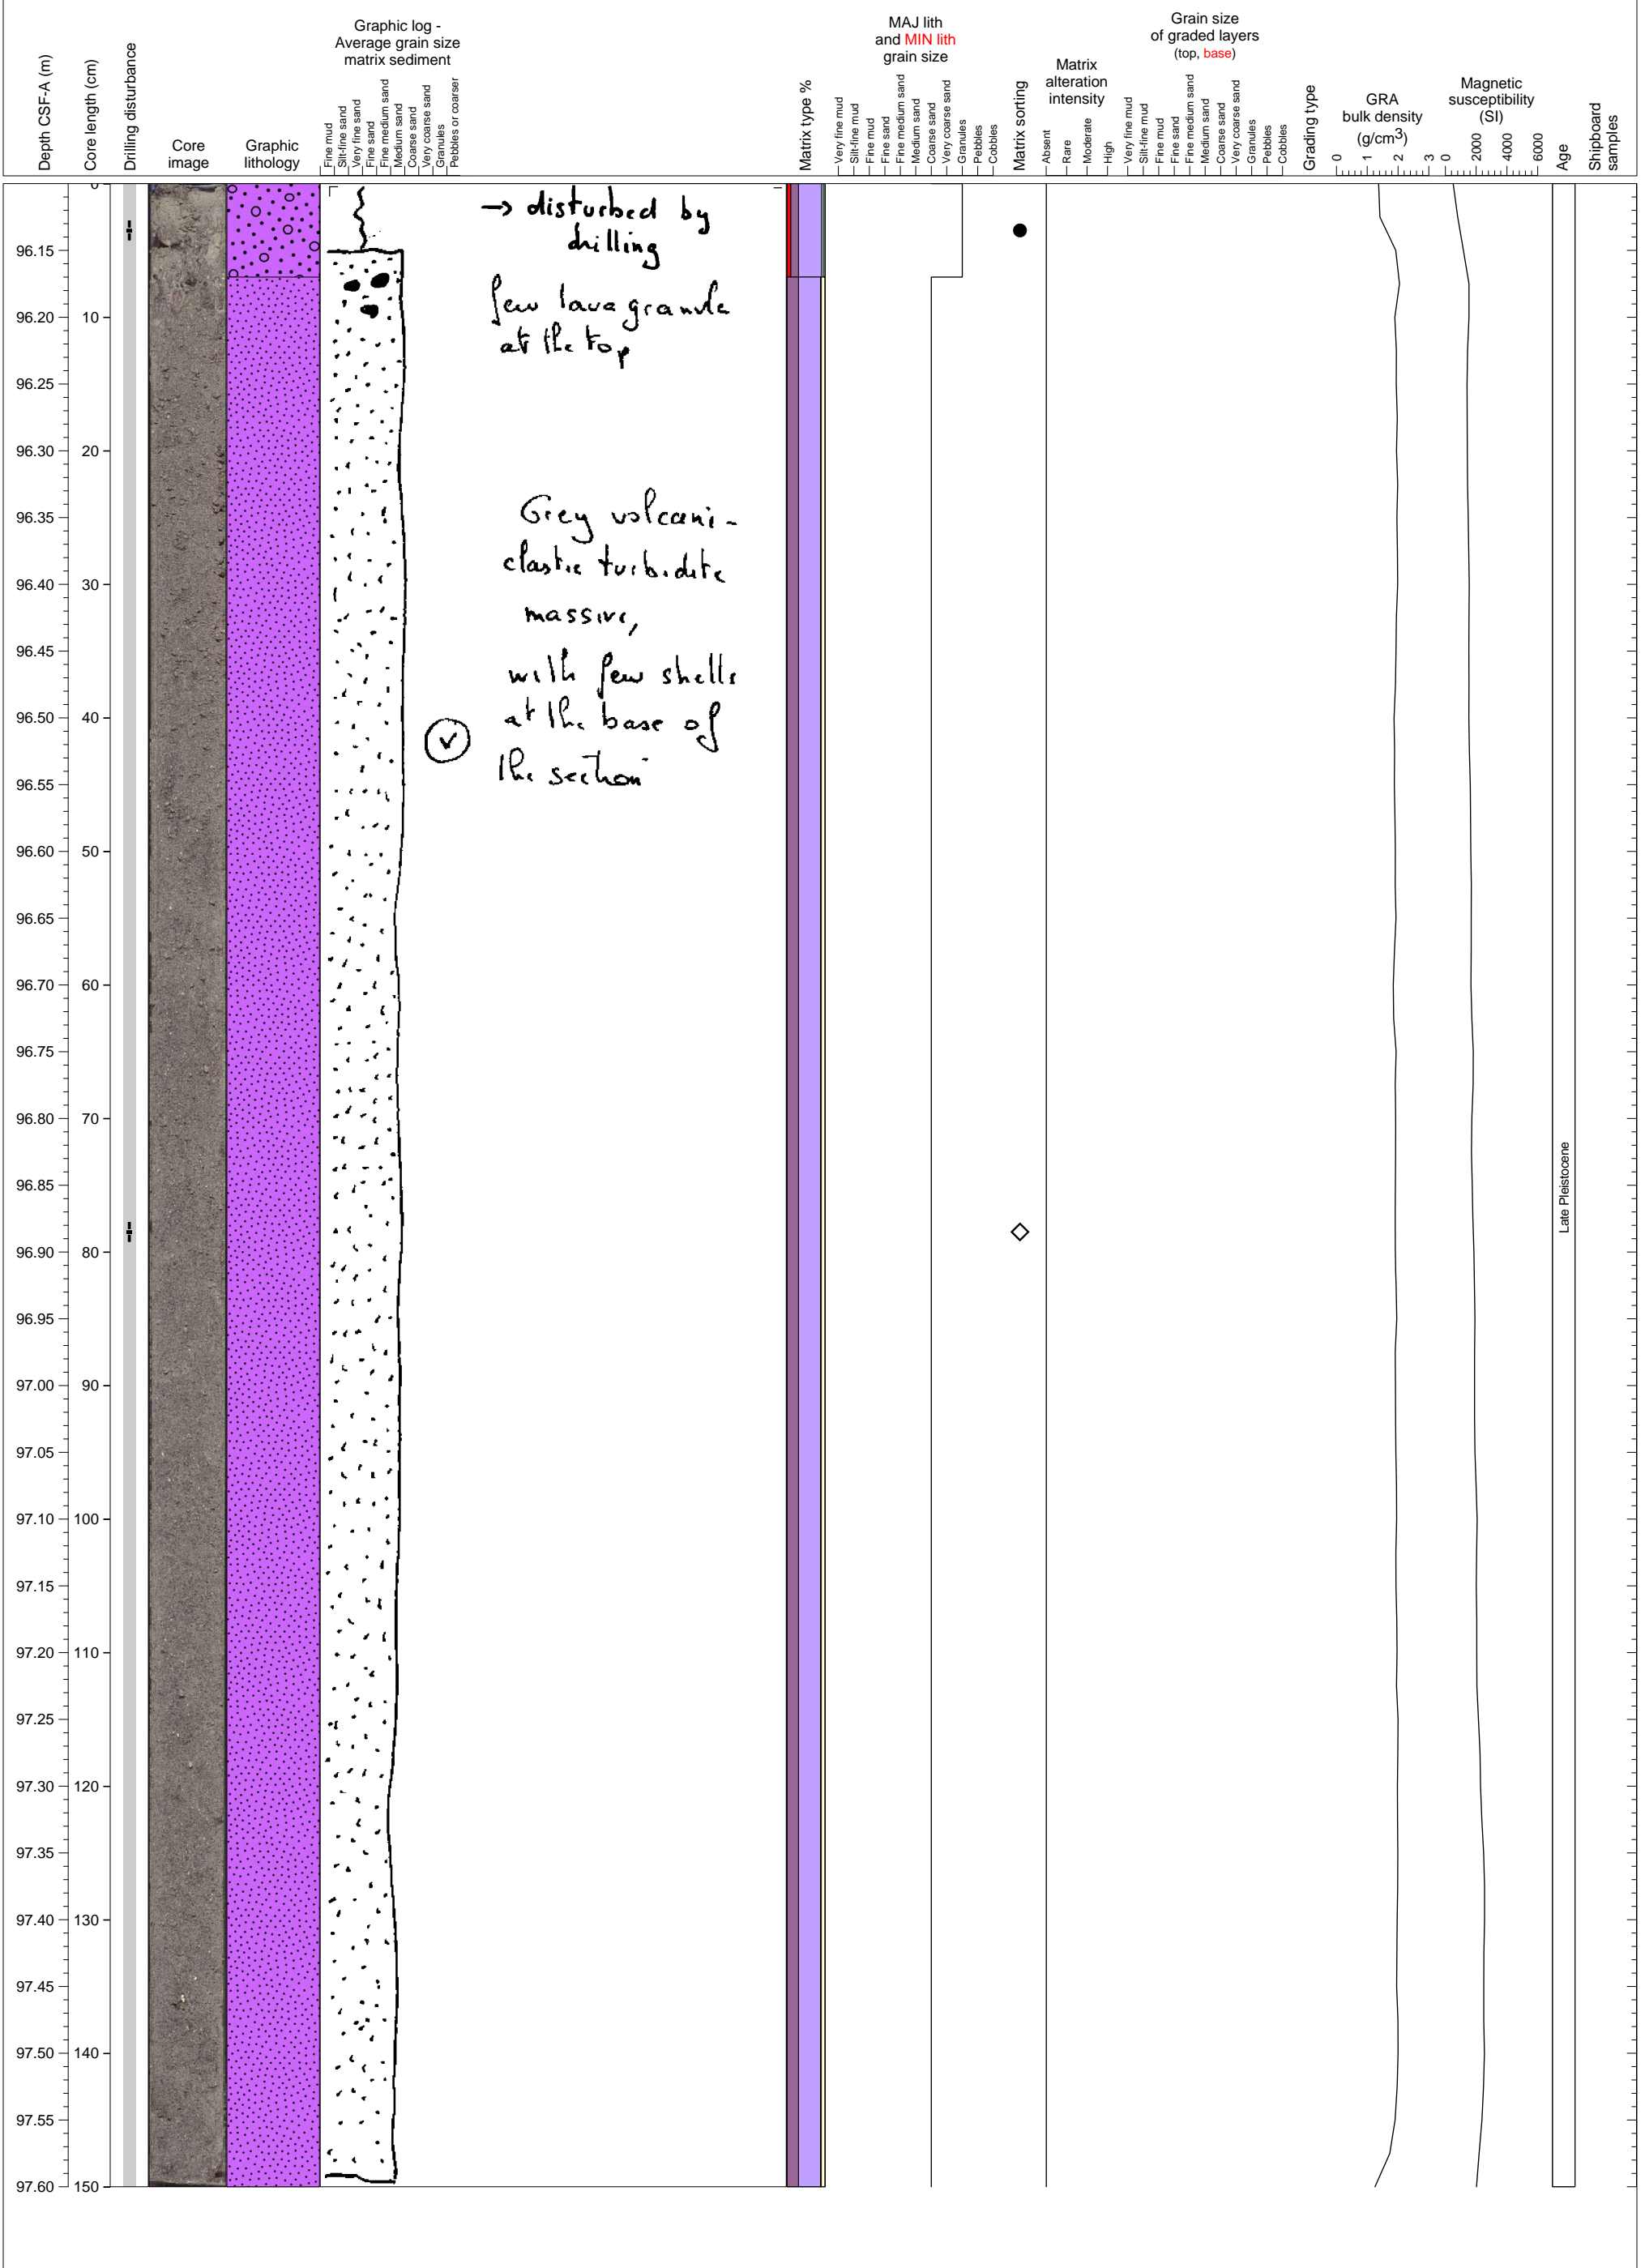 Depth CSF-A (m)
Core length (cm)
Drilling disturbance
Core
image
Graphic
lithology
Graphic log -
Average grain size
matrix sediment
Fine mud
Silt-fine sand
Very fine sand
Fine sand
Fine medium sand
Medium sand
Coarse sand
Very coarse sand
Granules
Pebbles or coarser
Matrix type %
MAJ lith
and MIN lith
grain size
Very fine mud
Silt-fine mud
Fine mud
Fine sand
Fine medium sand
Medium sand
Coarse sand
Very coarse sand
Granules
Pebbles
Cobbles
Matrix sorting
Matrix
alteration
intensity
Absent
Rare
Moderate
High
Grain size
of graded layers
(top, base)
Very fine mud
Silt-fine mud
Fine mud
Fine sand
Fine medium sand
Medium sand
Coarse sand
Very coarse sand
Granules
Pebbles
Cobbles
Grading type
GRA
bulk density
(g/cm3)
0 1 2 3
Magnetic
susceptibility
(SI)
0 2000 4000 6000
Age
Shipboard
samples
0
96.15
96.20 10
96.25
96.30 20
96.35
96.40 30
96.45
96.50 40
96.55
96.60 50
96.65
96.70 60
96.75
96.80 70
96.85
96.90 80
96.95
97.00 90
97.05
97.10 100
97.15
97.20 110
97.25
97.30 120
97.35
97.40 130
97.45
97.50 140
97.55
97.60 150
→ disturbed by
drilling
few lava granule
at the top
Grey volcani-
clastic turbidite
massive,
with few shells
at the base of
the section
V
Late Pleistocene